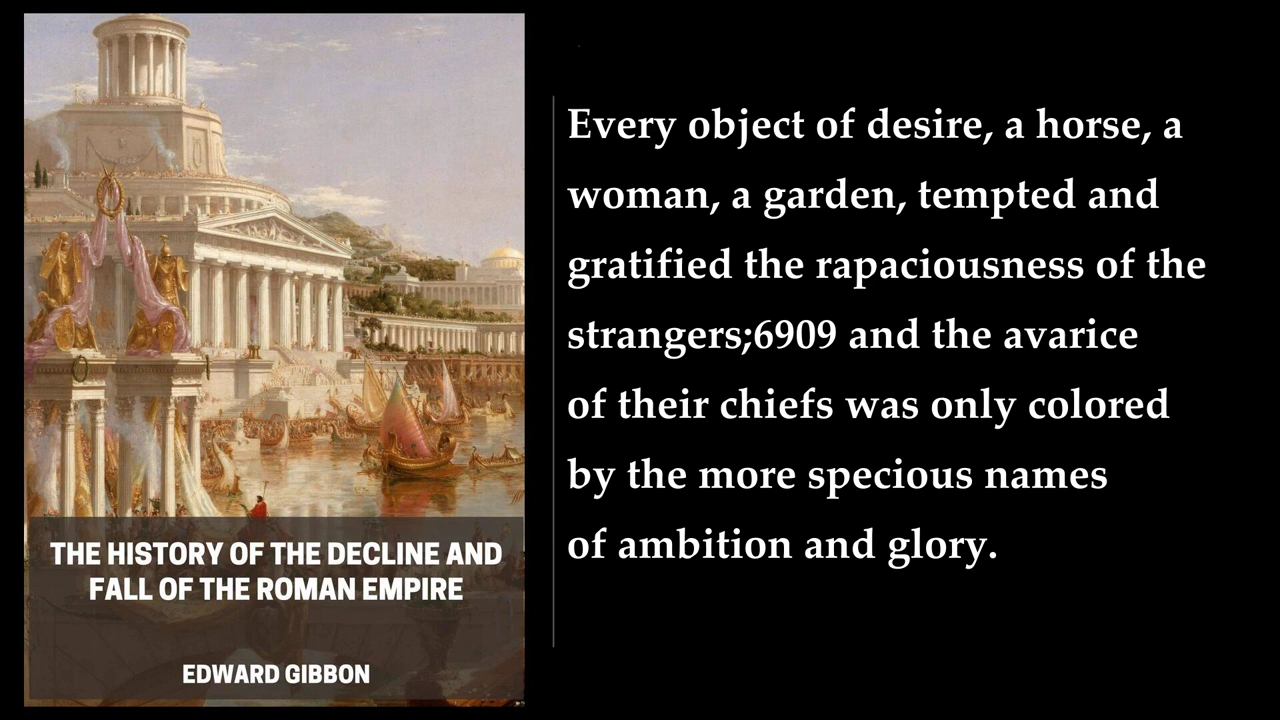 THE HISTORY OF THE DECLINE AND
FALL OF THE ROMAN EMPIRE
EDWARD GIBBON
Every object of desire, a horse, a
woman, a garden, tempted and
gratified the rapaciousness of the
strangers;6909 and the avarice
of their chiefs was only colored
by the more specious names
of ambition and glory.